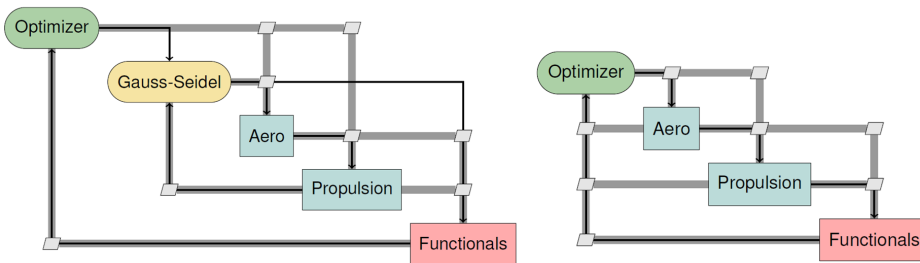 Optimizer
Gauss-Seidel
Aero
Propulsion
Functionals
Optimizer
Aero
Propulsion
Functionals